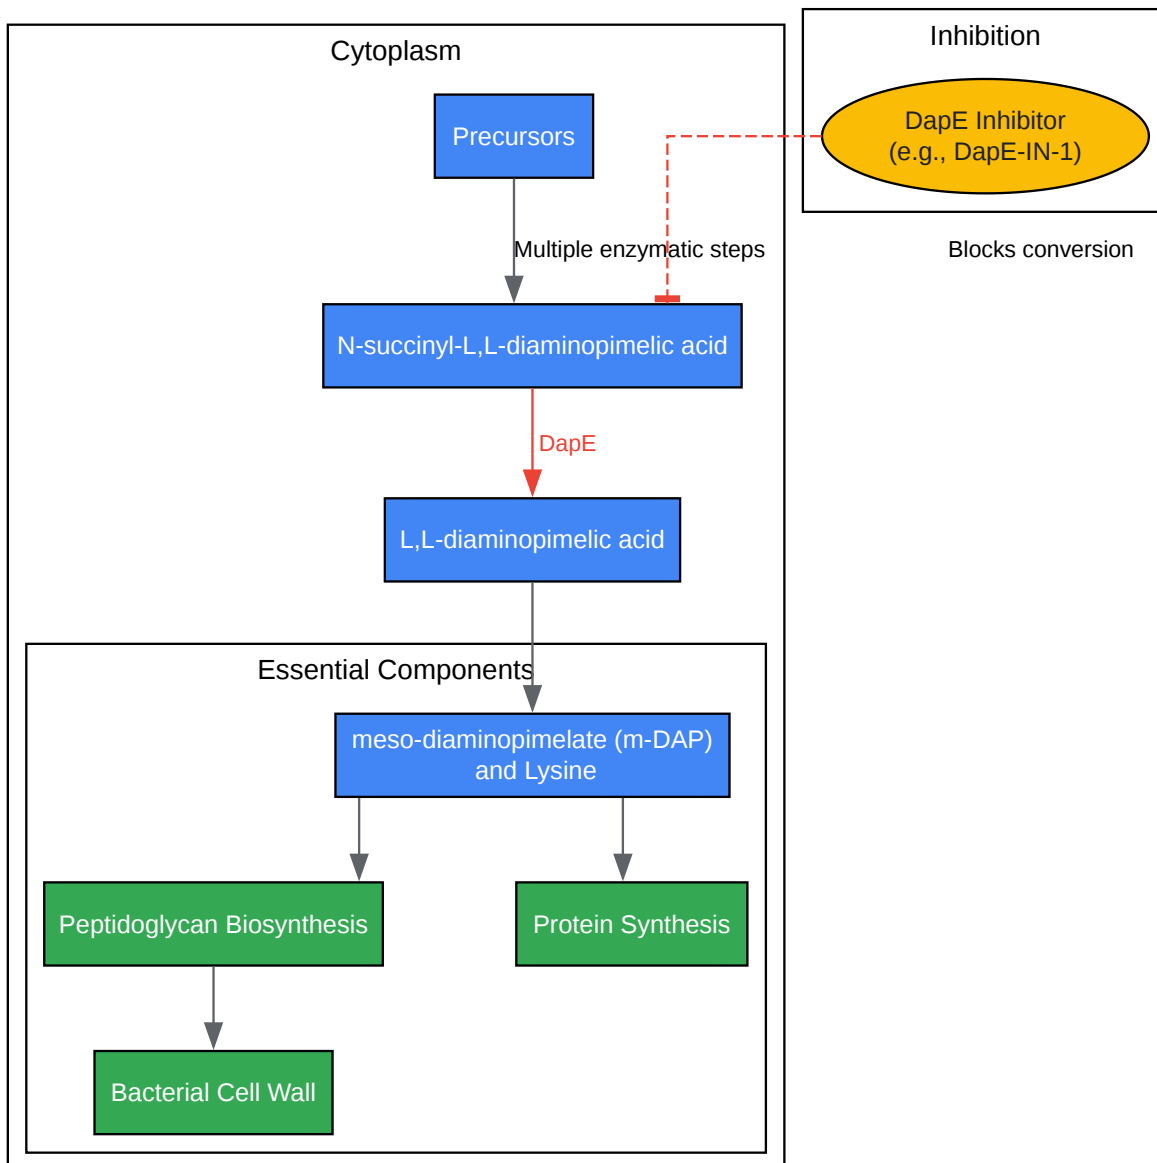 Cytoplasm
Inhibition
Precursors
DapE Inhibitor
(e.g., DapE-IN-1)
Multiple enzymatic steps
Blocks conversion
N-succinyl-L,L-diaminopimelic acid
DapE
L,L-diaminopimelic acid
Essential Components
meso-diaminopimelate (m-DAP)
and Lysine
Peptidoglycan Biosynthesis
Protein Synthesis
Bacterial Cell Wall